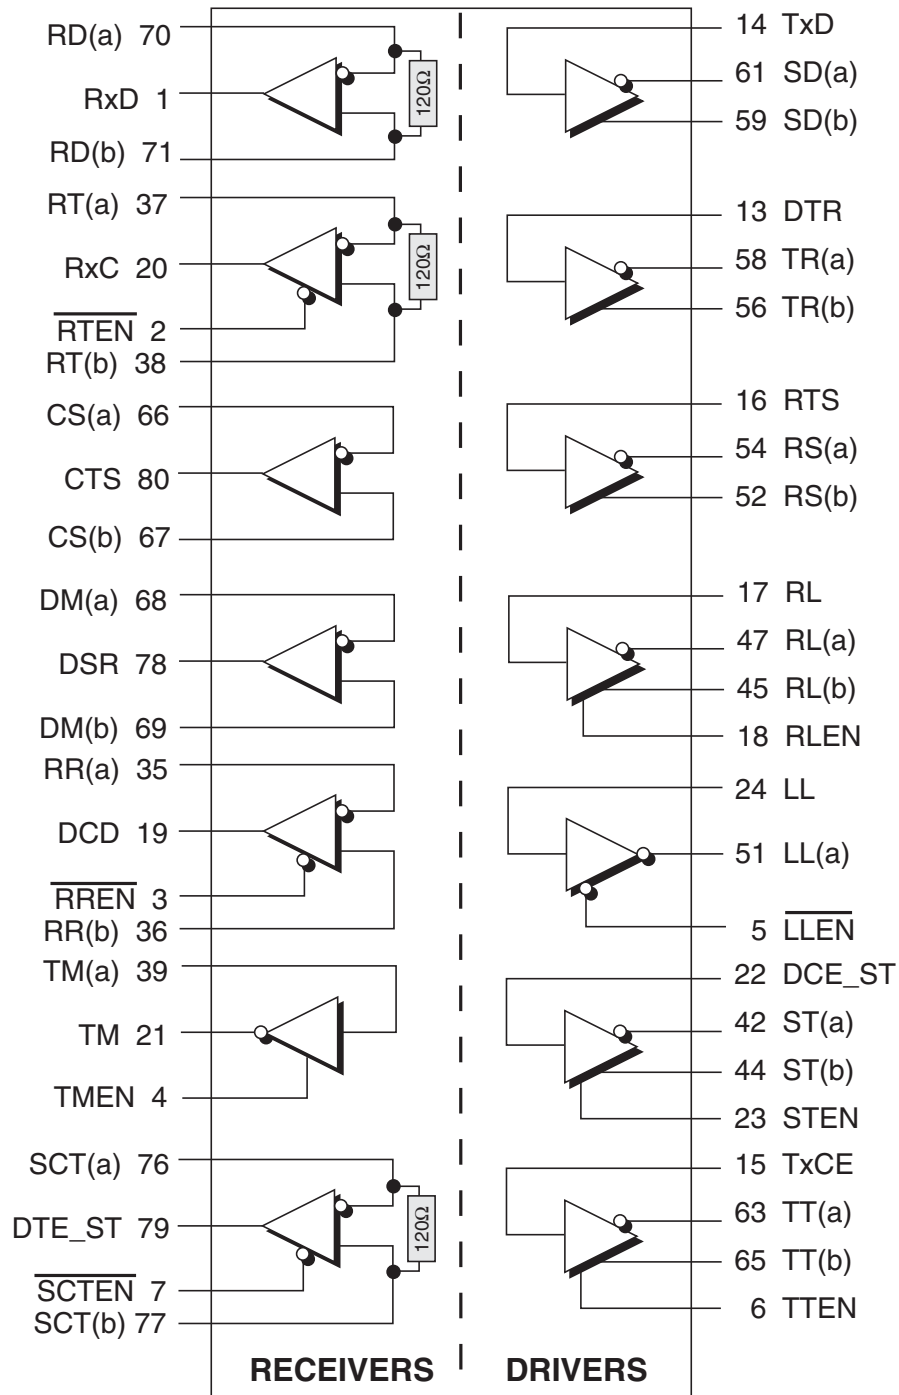 RD(a) 70
RxD 1
RD(b) 71
120Ω
RT(a) 37
RxC 20
RTEN 2
RT(b) 38
120Ω
CS(a) 66
CTS 80
CS(b) 67
DM(a) 68
DSR 78
DM(b) 69
RR(a) 35
DCD 19
RREN 3
RR(b) 36
TM(a) 39
TM 21
TMEN 4
SCT(a) 76
DTE_ST 79
SCTEN 7
SCT(b) 77
120Ω
RECEIVERS
14 TxD
61 SD(a)
59 SD(b)
13 DTR
58 TR(a)
56 TR(b)
16 RTS
54 RS(a)
52 RS(b)
17 RL
47 RL(a)
45 RL(b)
18 RLEN
24 LL
51 LL(a)
5 LLEN
22 DCE_ST
42 ST(a)
44 ST(b)
23 STEN
15 TxCE
63 TT(a)
65 TT(b)
6 TTEN
DRIVERS